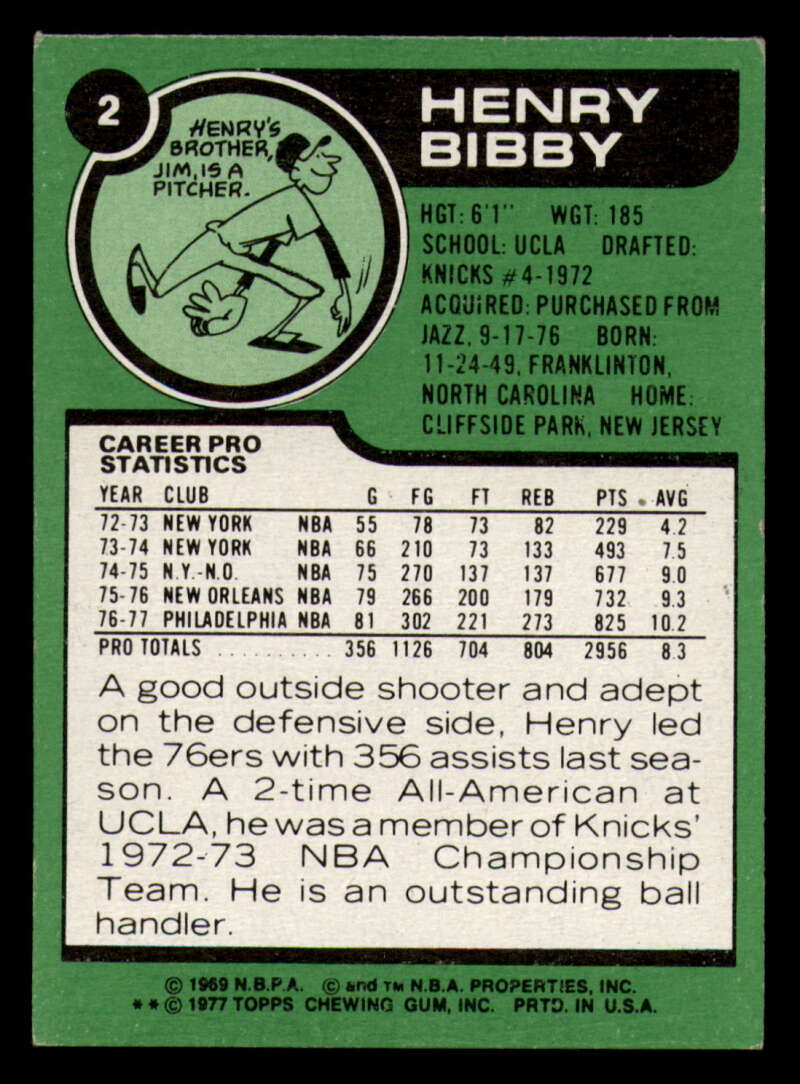 2
HENRY
BIBBY
HENRY'S
BROTHER,
JIM, IS A
PITCHER.
HGT: 6'1" WGT: 185
SCHOOL: UCLA DRAFTED:
KNICKS #4-1972
ACQUIRED: PURCHASED FROM
JAZZ, 9-17-76 BORN:
11-24-49, FRANKLINTON,
NORTH CAROLINA HOME:
CLIFFSIDE PARK, NEW JERSEY
CAREER PRO
STATISTICS
YEAR CLUB G FG FT REB PTS AVG
72-73 NEW YORK NBA 55 78 73 82 229 4.2
73-74 NEW YORK NBA 66 210 73 133 493 7.5
74-75 N.Y.-N.O. NBA 75 270 137 137 677 9.0
75-76 NEW ORLEANS NBA 79 266 200 179 732 9.3
76-77 PHILADELPHIA NBA 81 302 221 273 825 10.2
PRO TOTALS .......... 356 1126 704 804 2956 8.3
A good outside shooter and adept
on the defensive side, Henry led
the 76ers with 356 assists last sea-
son. A 2-time All-American at
UCLA, he was a member of Knicks'
1972-73 NBA Championship
Team. He is an outstanding ball
handler.
© 1969 N.B.P.A. © and TM N.B.A. PROPERTIES, INC.
**© 1977 TOPPS CHEWING GUM, INC. PRTD. IN U.S.A.